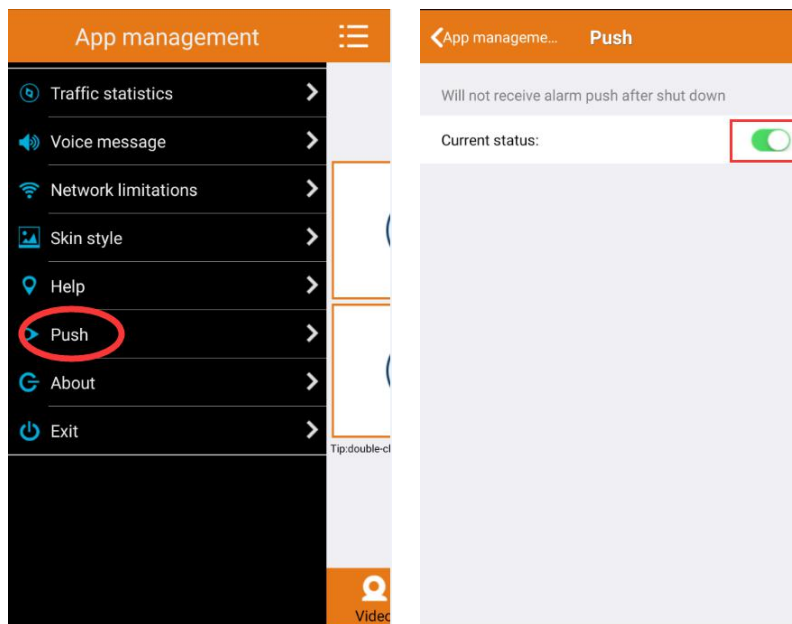 App management
Traffic statistics
Voice message
Network limitations
Skin style
Help
Push
About
Exit
Tip:double-cl
Video
App manageme... Push
Will not receive alarm push after shut down
Current status: